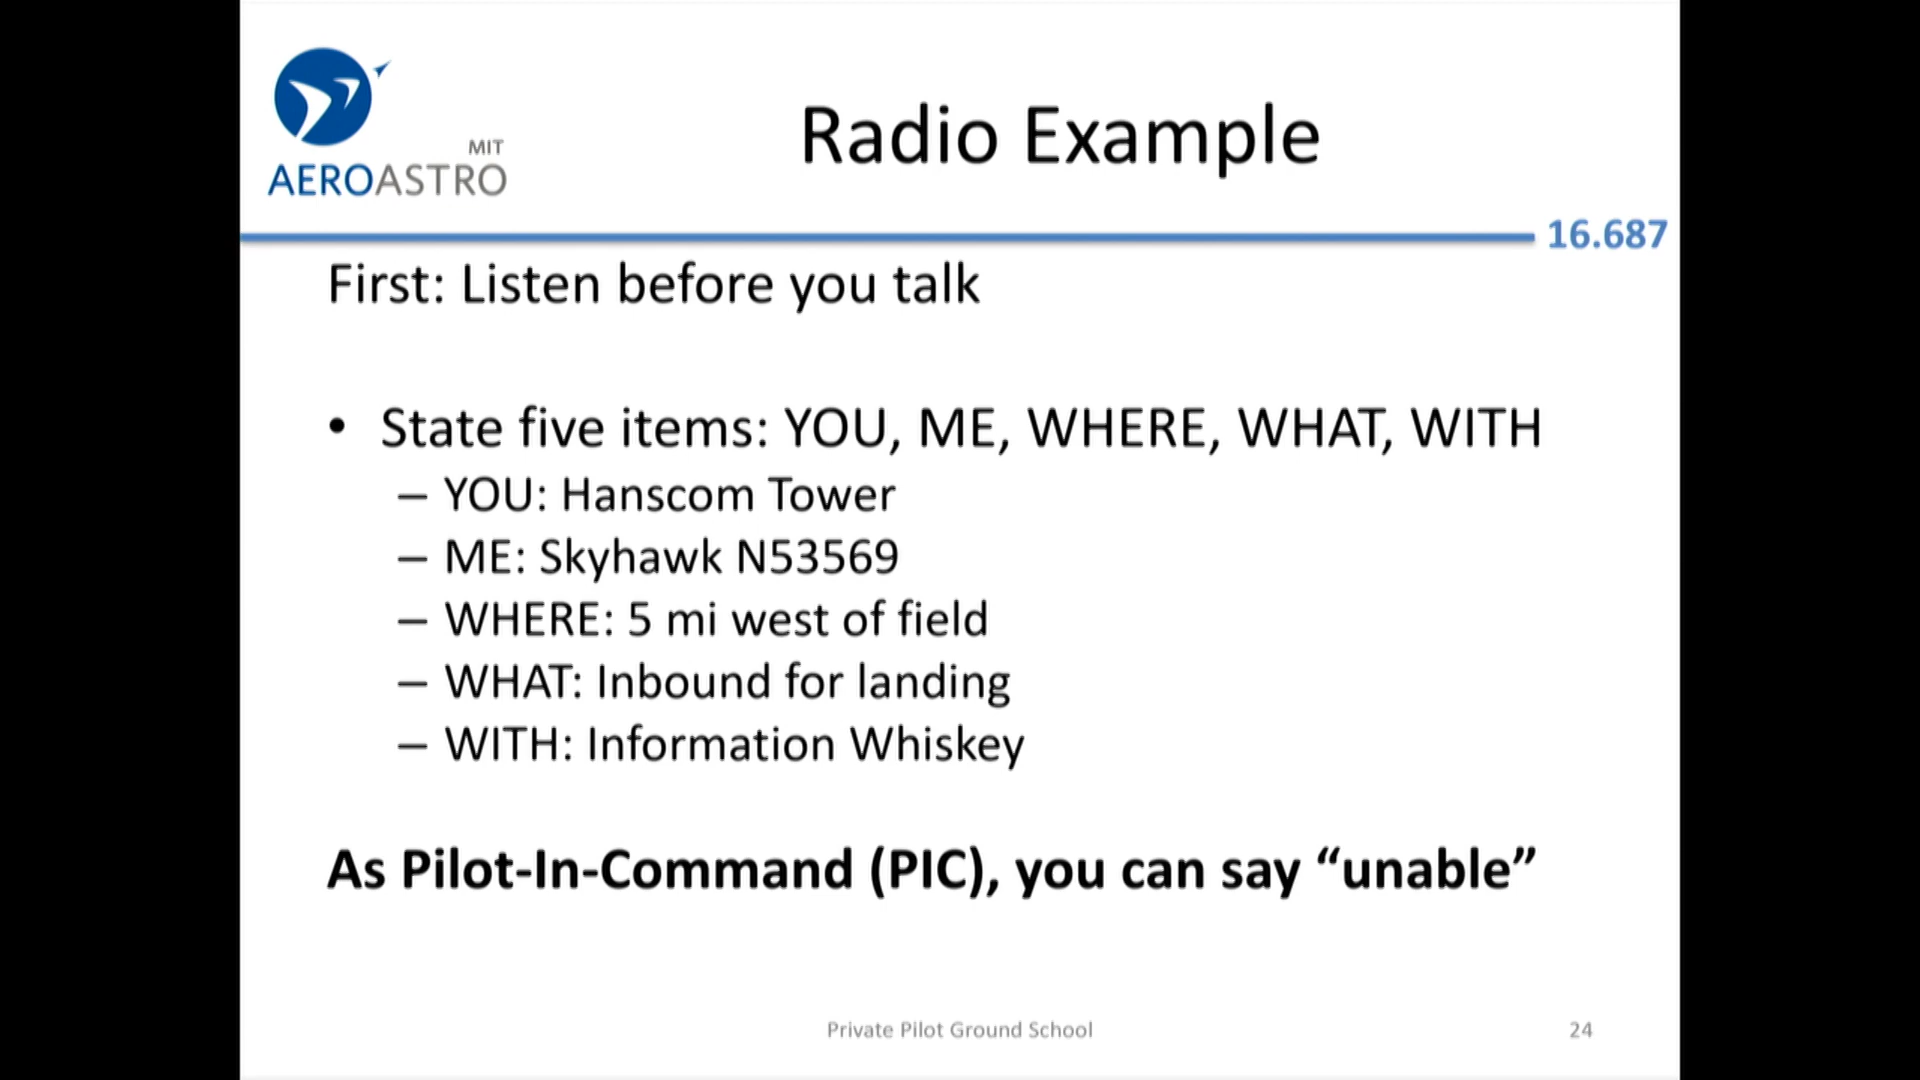 MIT
AEROASTRO
Radio Example
16.687
First: Listen before you talk
• State five items: YOU, ME, WHERE, WHAT, WITH
– YOU: Hanscom Tower
– ME: Skyhawk N53569
– WHERE: 5 mi west of field
– WHAT: Inbound for landing
– WITH: Information Whiskey
As Pilot-In-Command (PIC), you can say “unable”
Private Pilot Ground School
24